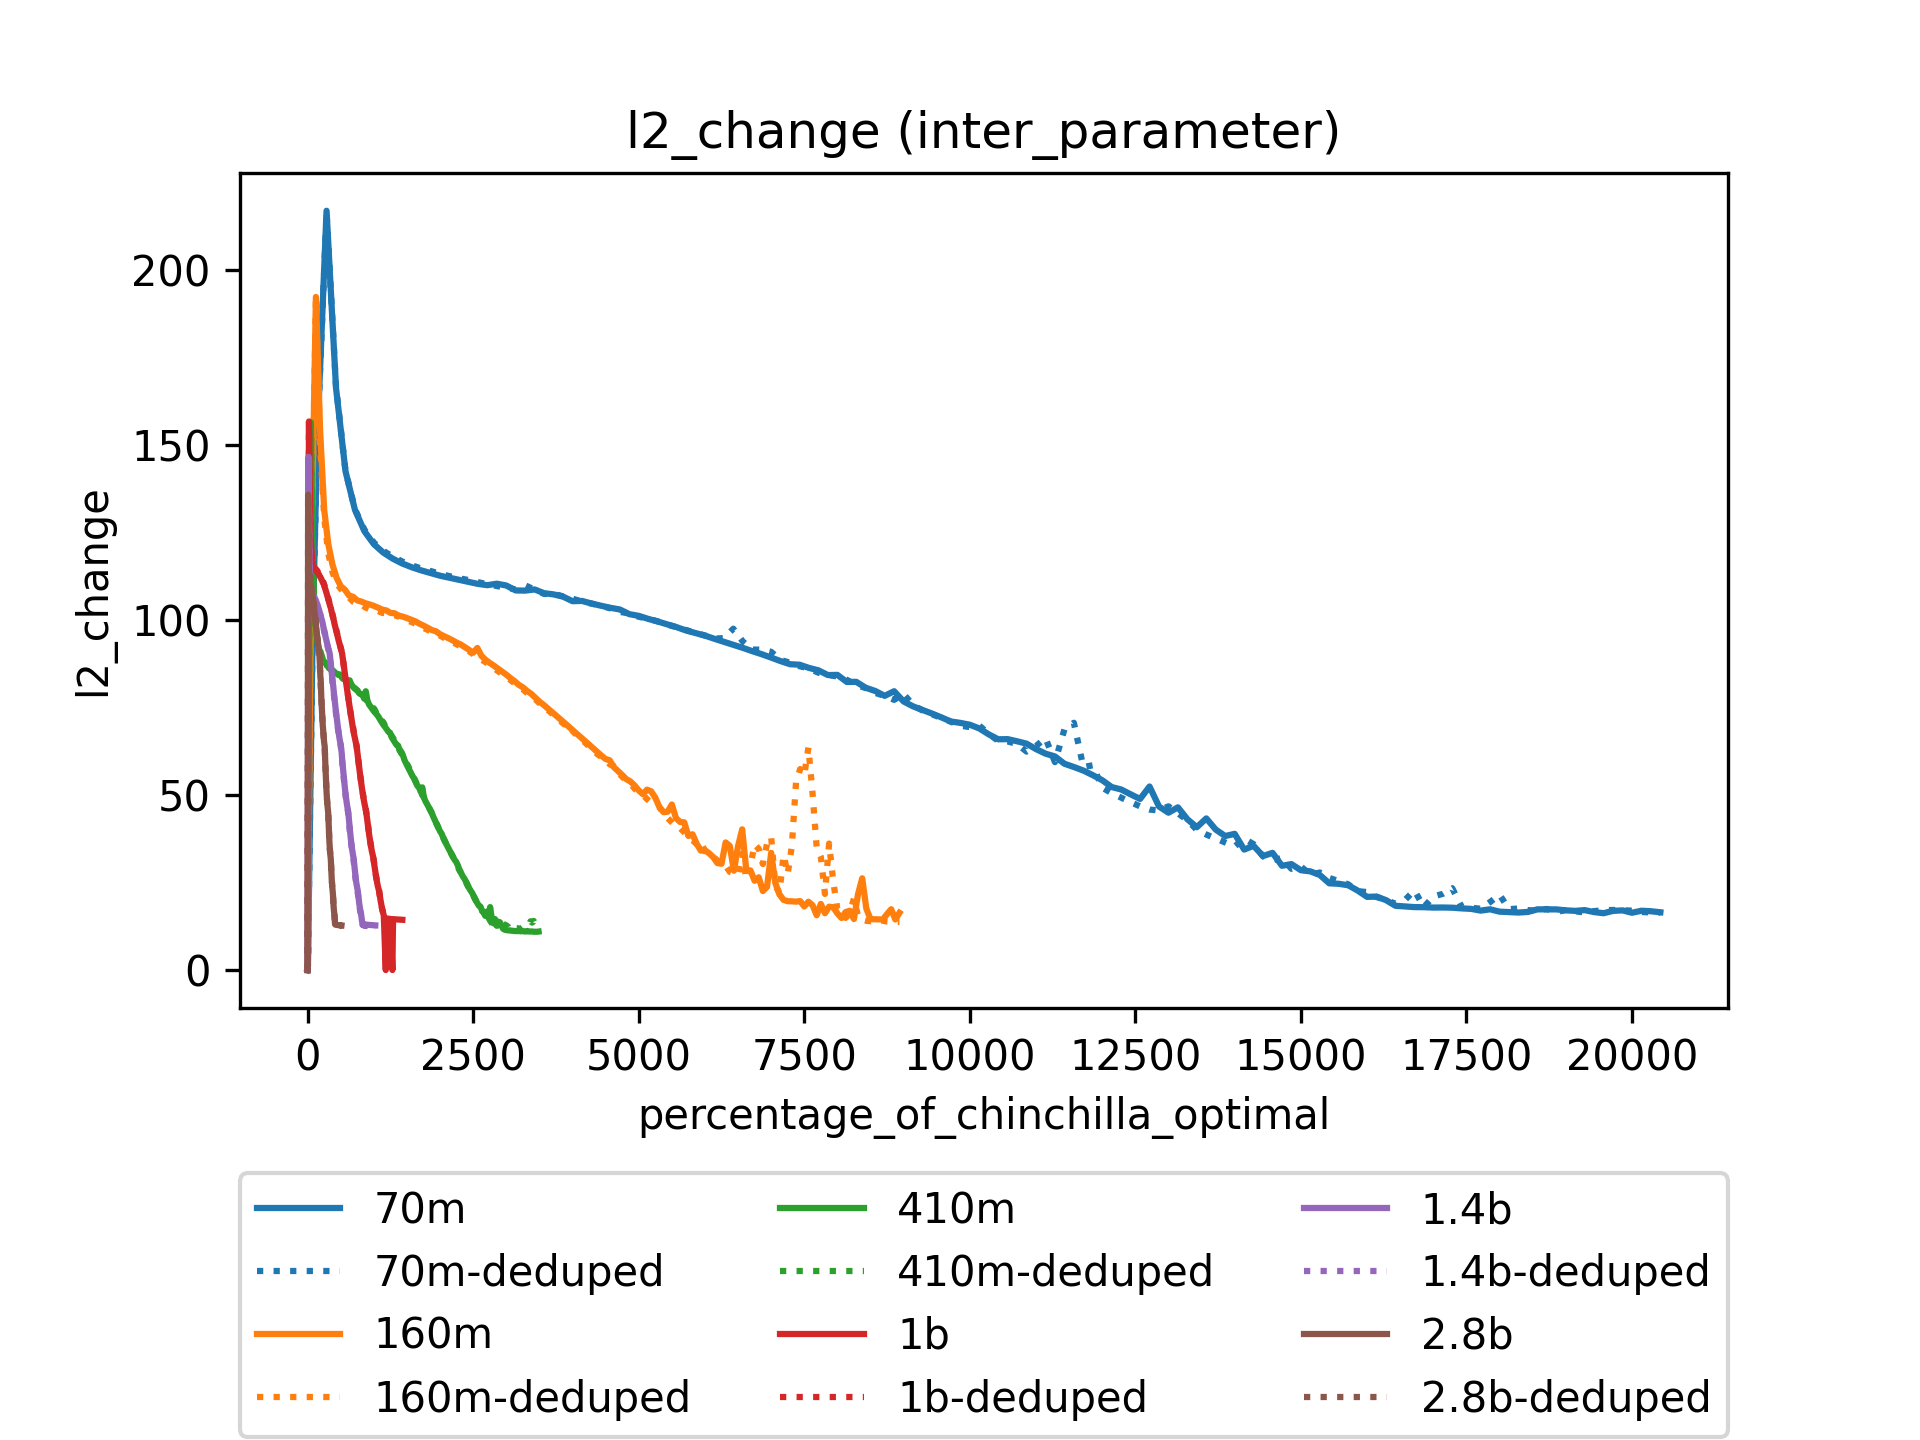 l2_change (inter_parameter)
l2_change
200
150
100
50
0
0 2500 5000 7500 10000 12500 15000 17500 20000
percentage_of_chinchilla_optimal
70m 410m 1.4b
70m-deduped 410m-deduped 1.4b-deduped
160m 1b 2.8b
160m-deduped 1b-deduped 2.8b-deduped